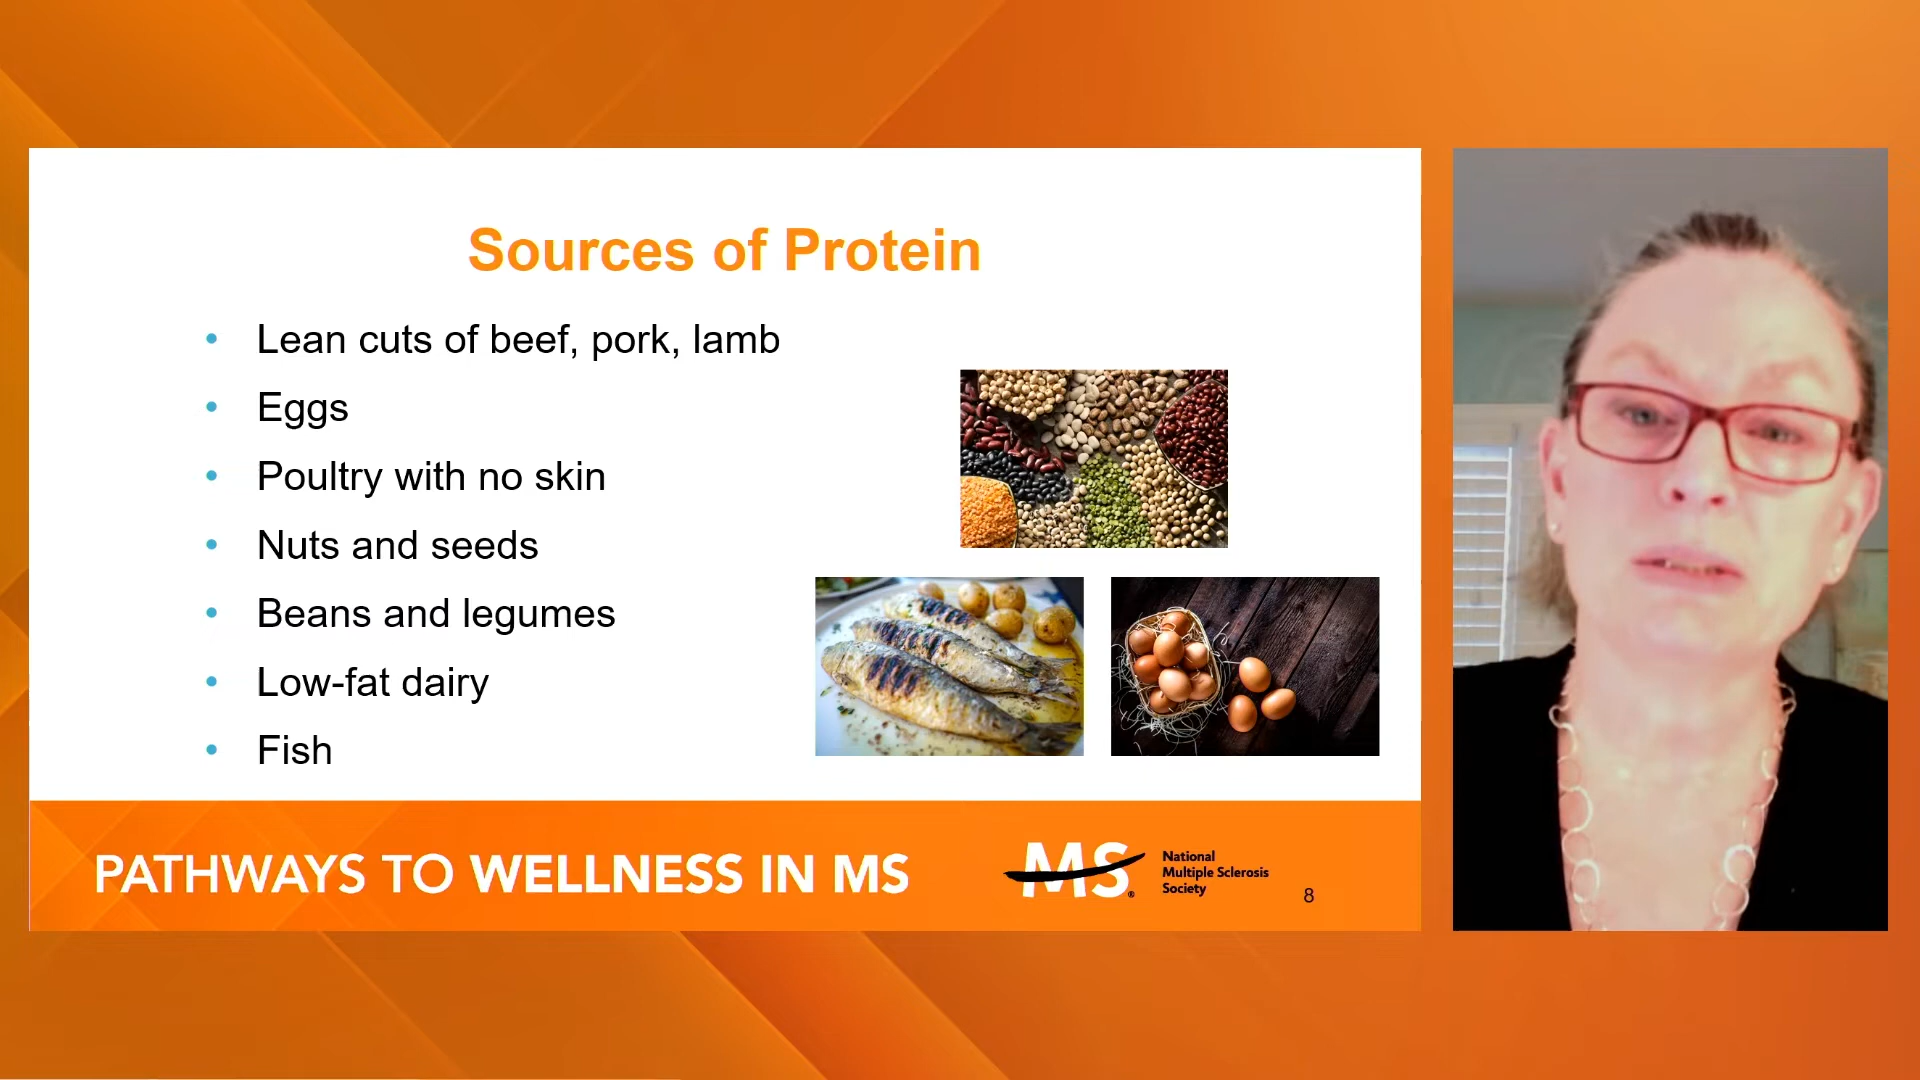 Sources of Protein
• Lean cuts of beef, pork, lamb
• Eggs
• Poultry with no skin
• Nuts and seeds
• Beans and legumes
• Low-fat dairy
• Fish
PATHWAYS TO WELLNESS IN MS
MS®
National
Multiple Sclerosis
Society
8